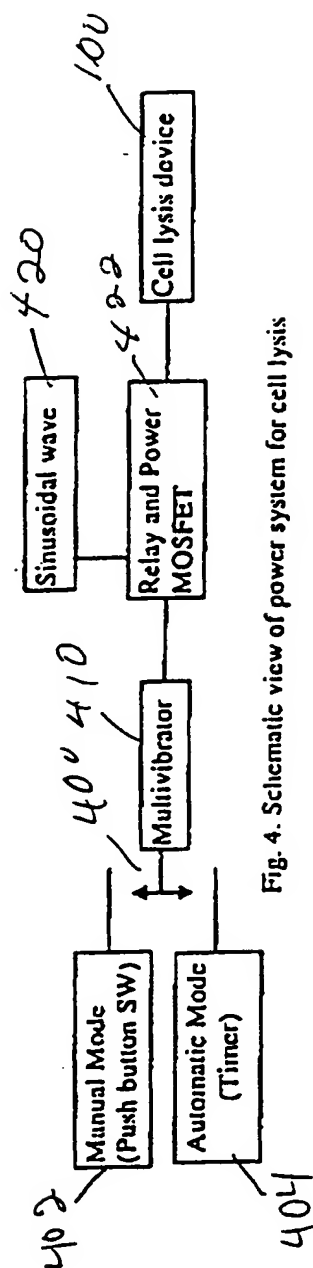 402
Manual Mode
(Push button SW)
Automatic Mode
(Timer)
404
400
410
Multivibrator
Sinusoidal wave
420
Relay and Power
MOSFET
422
Cell lysis device
100
Fig. 4. Schematic view of power system for cell lysis